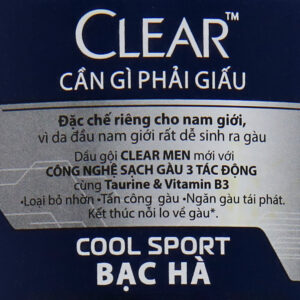 CLEAR™
CẦN GÌ PHẢI GIẤU
Đặc chế riêng cho nam giới,
vì da đầu nam giới rất dễ sinh ra gàu
Dầu gội CLEAR MEN mới với
CÔNG NGHỆ SẠCH GÀU 3 TÁC ĐỘNG
cùng Taurine & Vitamin B3
•Loại bỏ nhờn •Tấn công gàu •Ngăn gàu tái phát.
Kết thúc nỗi lo về gàu*.
COOL SPORT
BẠC HÀ